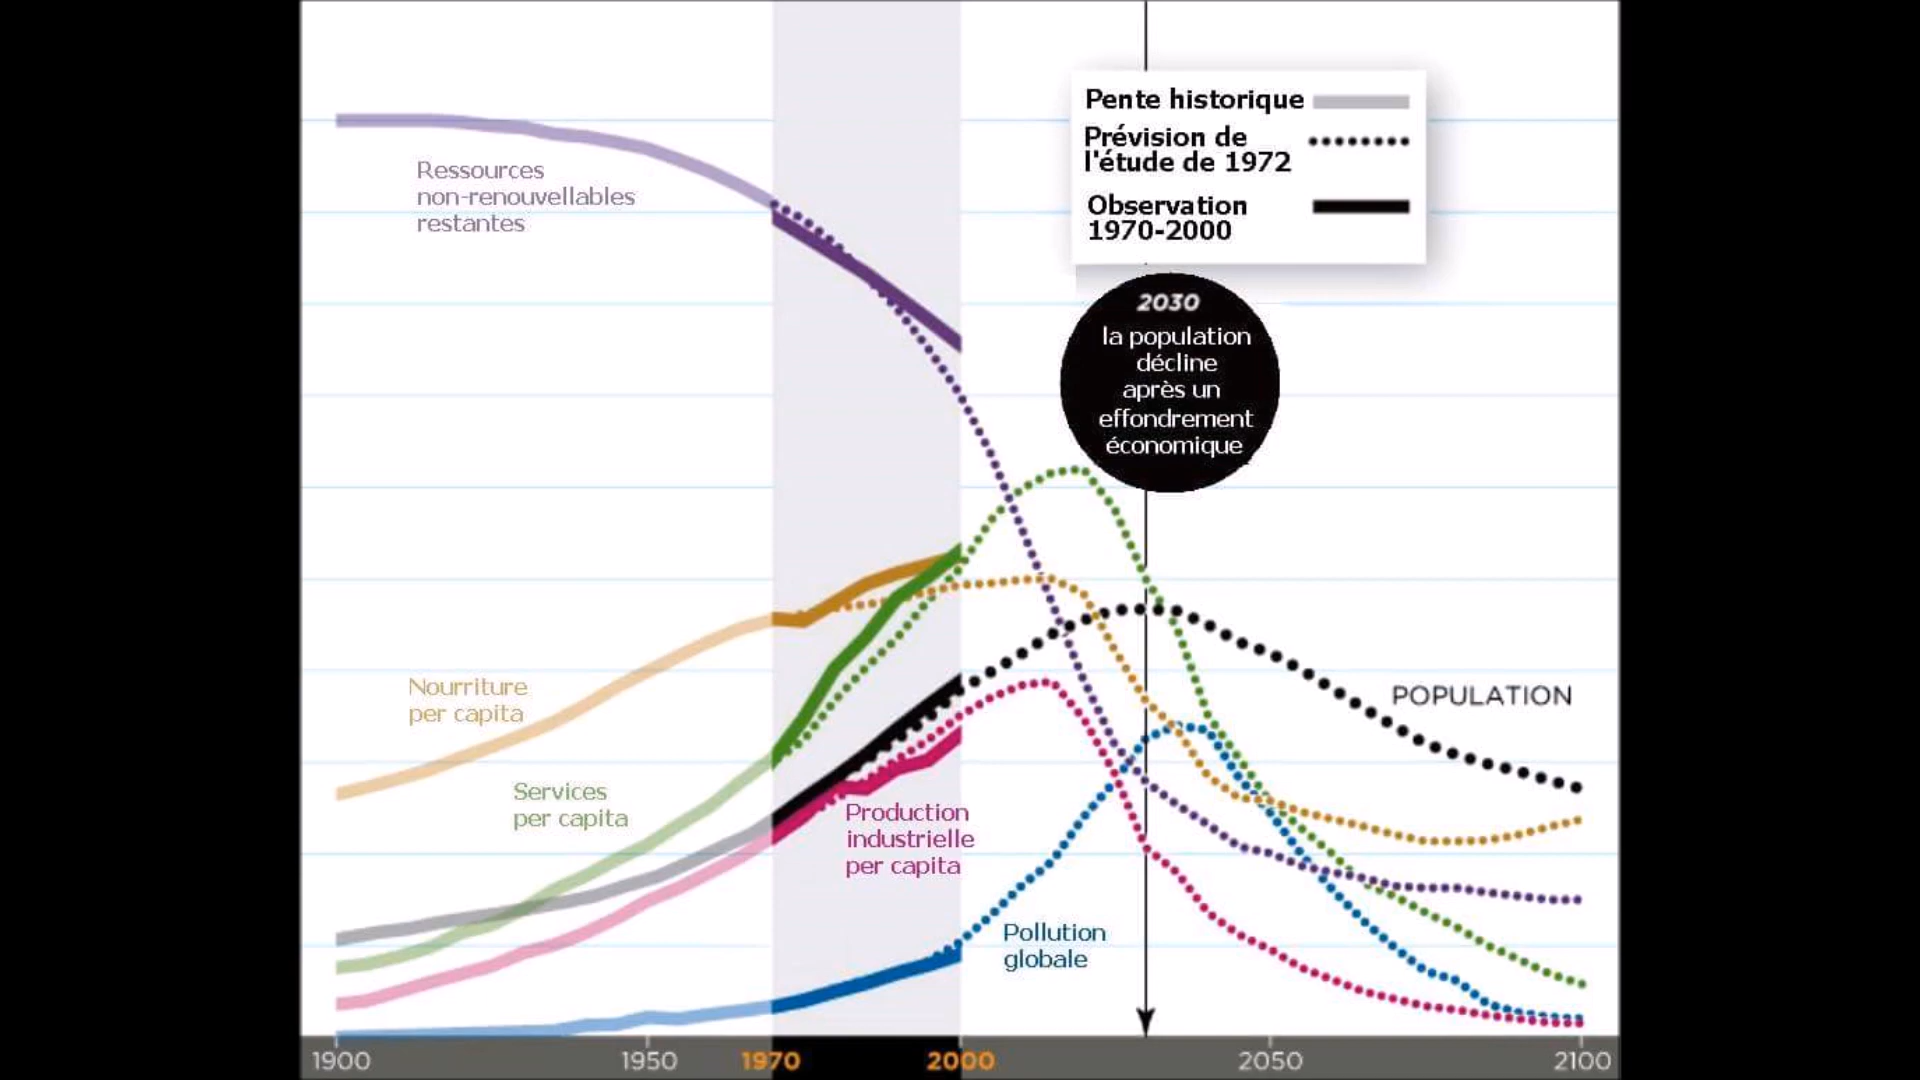 Pente historique
Prévision de
l'étude de 1972
Observation
1970-2000
Ressources
non-renouvellables
restantes
2030
la population
décline
après un
effondrement
économique
Nourriture
per capita
POPULATION
Services
per capita
Production
industrielle
per capita
Pollution
globale
1900 1950 1970 2000 2050 2100